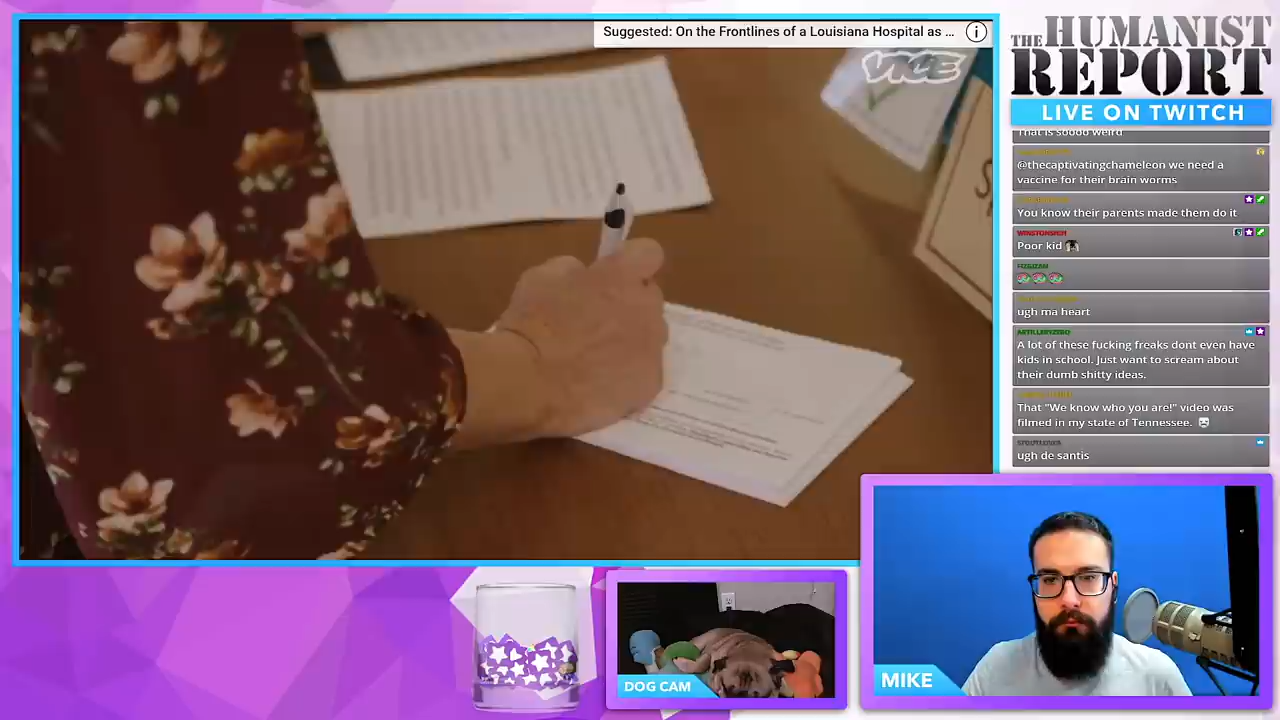 Suggested: On the Frontlines of a Louisiana Hospital as ...
VICE
THE HUMANIST
REPORT
LIVE ON TWITCH
That is soooo weird
@thecaptivatingchameleon we need a
vaccine for their brain worms
You know their parents made them do it
Poor kid
ugh ma heart
ARTILLERYZERO
A lot of these fucking freaks dont even have
kids in school. Just want to scream about
their dumb shitty ideas.
That "We know who you are!" video was
filmed in my state of Tennessee.
ugh de santis
DOG CAM
MIKE